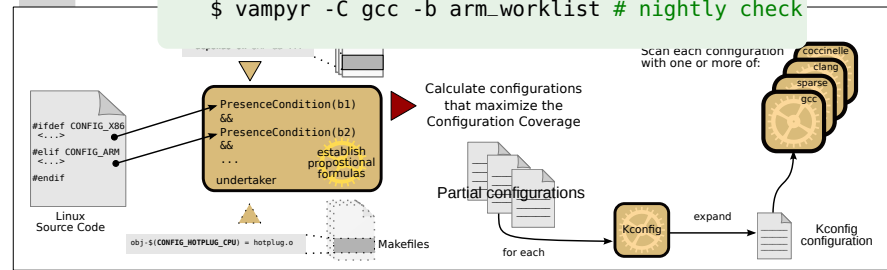 $ vampyr -C gcc -b arm_worklist # nightly check
Scan each configuration
with one or more of:
coccinelle
clang
sparse
gcc
#ifdef CONFIG_X86
<...>
#elif CONFIG_ARM
<...>
#endif
Linux
Source Code
PresenceCondition(b1)
&&
PresenceCondition(b2)
&&
...
establish
propostional
formulas
undertaker
Calculate configurations
that maximize the
Configuration Coverage
Partial configurations
obj-$(CONFIG_HOTPLUG_CPU) = hotplug.o
Makefiles
for each
Kconfig
expand
Kconfig
configuration